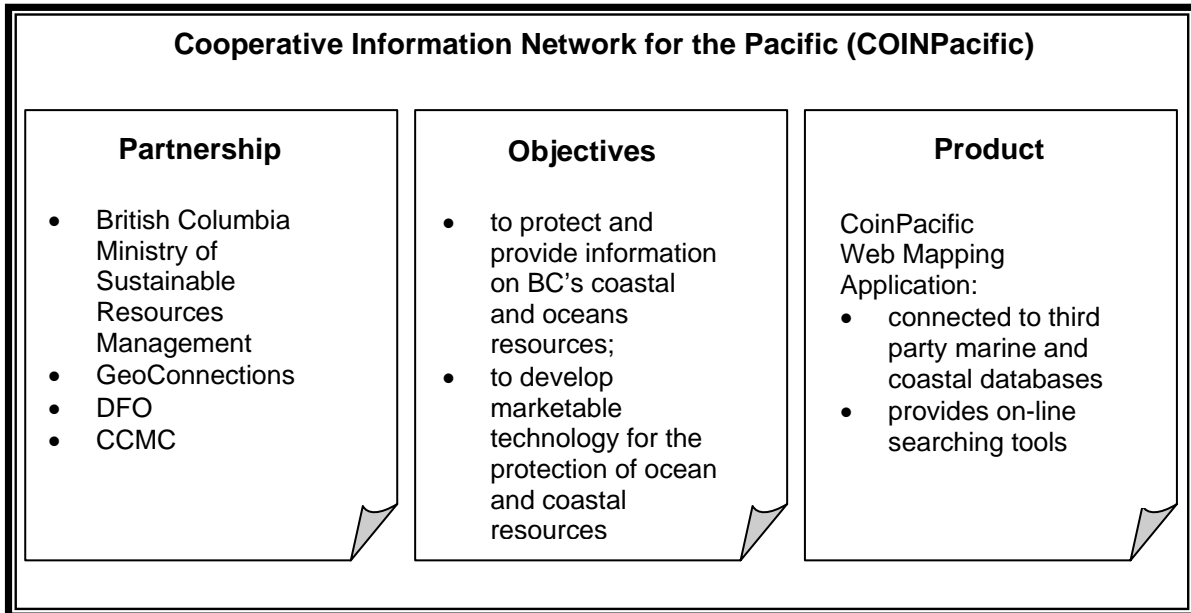 Cooperative Information Network for the Pacific (COINPacific)
Partnership
• British Columbia
Ministry of
Sustainable
Resources
Management
• GeoConnections
• DFO
• CCMC
Objectives
• to protect and
provide information
on BC's coastal
and oceans
resources;
• to develop
marketable
technology for the
protection of ocean
and coastal
resources
Product
CoinPacific
Web Mapping
Application:
• connected to third
party marine and
coastal databases
• provides on-line
searching tools